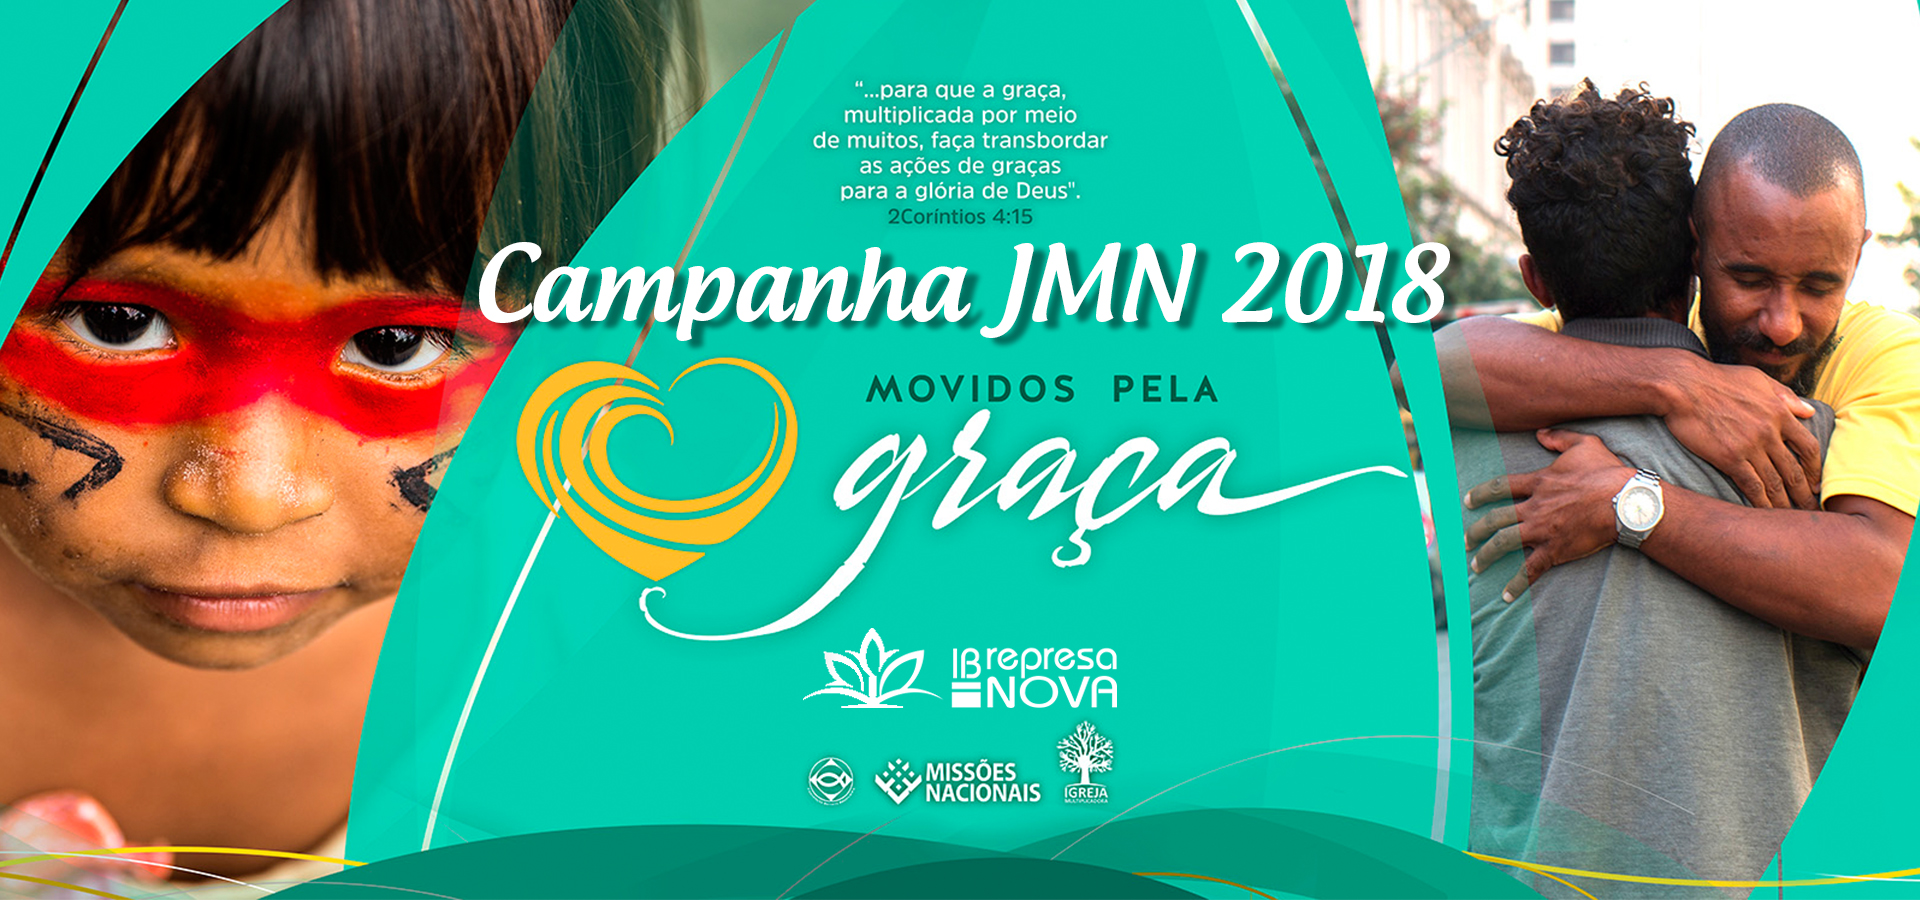 “...para que a graça,
multiplicada por meio
de muitos, faça transbordar
as ações de graças
para a glória de Deus".
2Coríntios 4:15
Campanha JMN 2018
MOVIDOS PELA
graça
IB represa
NOVA
MISSÕES
NACIONAIS
IGREJA
MULTIPLICADORA